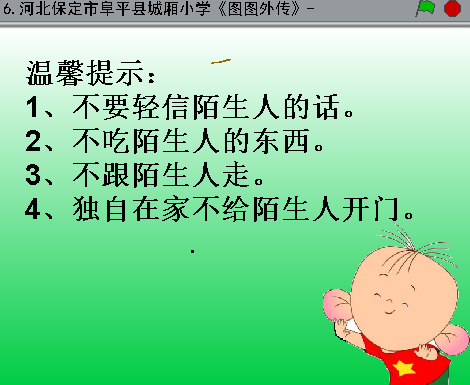 6. 河北保定市阜平县城厢小学《图图外传》-
温馨提示：
1、不要轻信陌生人的话。
2、不吃陌生人的东西。
3、不跟陌生人走。
4、独自在家不给陌生人开门。